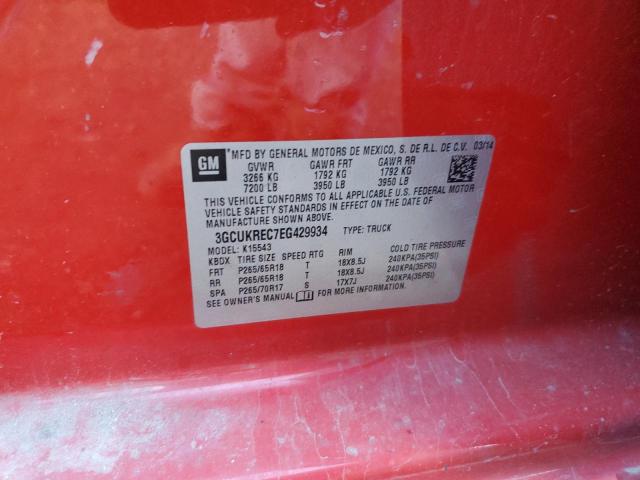 GM
*MFD BY GENERAL MOTORS DE MEXICO, S. DE R.L. DE C.V. 03/14
GVWR GAWR FRT GAWR RR
3266 KG 1792 KG 1792 KG
7200 LB 3950 LB 3950 LB
THIS VEHICLE CONFORMS TO ALL APPLICABLE U.S. FEDERAL MOTOR
VEHICLE SAFETY STANDARDS IN EFFECT ON THE DATE OF
MANUFACTURE SHOWN ABOVE.
3GCUKREC7EG429934 TYPE: TRUCK
MODEL: K15543
KBDX TIRE SIZE SPEED RTG RIM COLD TIRE PRESSURE
FRT P265/65R18 T 18X8.5J 240KPA(35PSI)
RR P265/65R18 T 18X8.5J 240KPA(35PSI)
SPA P265/70R17 S 17X7J 240KPA(35PSI)
SEE OWNER'S MANUAL FOR MORE INFORMATION.